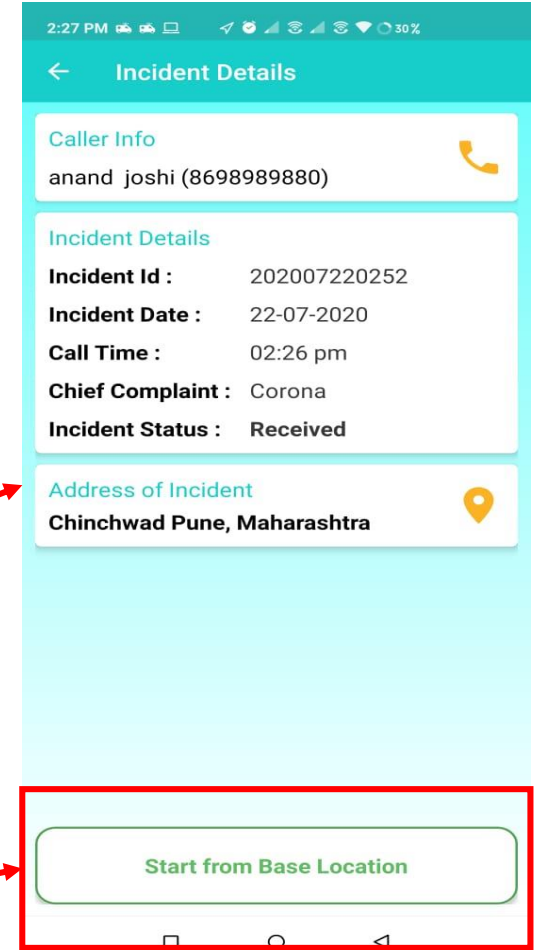 2:27 PM 30%
Incident Details
Caller Info
anand joshi (8698989880)
Incident Details
Incident Id : 202007220252
Incident Date : 22-07-2020
Call Time : 02:26 pm
Chief Complaint : Corona
Incident Status : Received
Address of Incident
Chinchwad Pune, Maharashtra
Start from Base Location